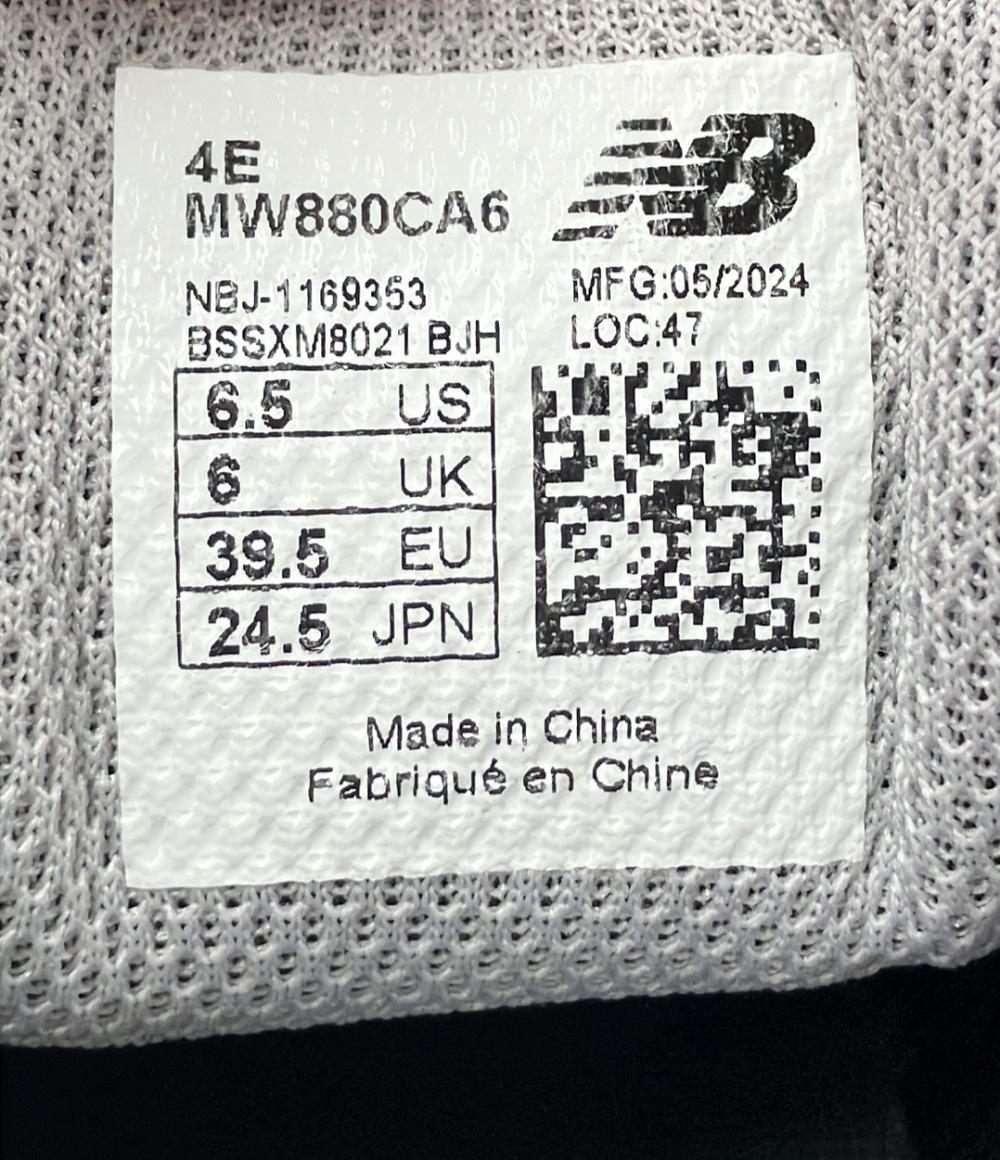 4E
MW880CA6
NB
NBJ-1169353
BSSXM8021 BJH
MFG:05/2024
LOC:47
6.5 US
6 UK
39.5 EU
24.5 JPN
Made in China
Fabriqué en Chine